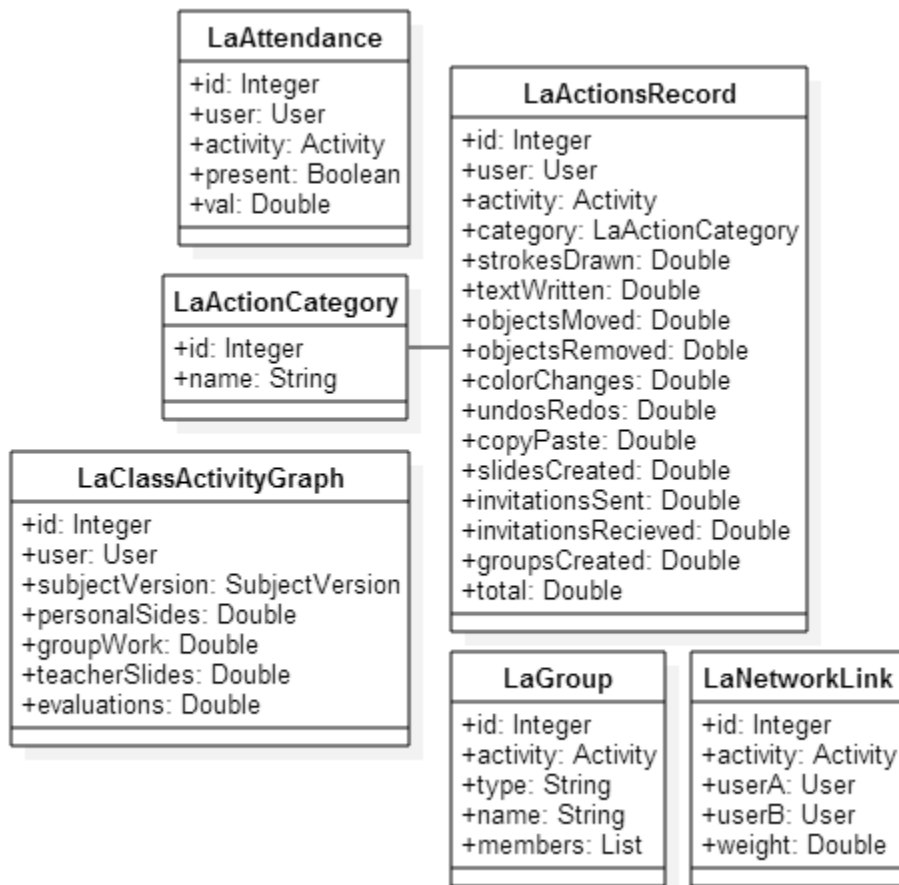 LaAttendance
+id: Integer
+user: User
+activity: Activity
+present: Boolean
+val: Double
LaActionCategory
+id: Integer
+name: String
LaActionsRecord
+id: Integer
+user: User
+activity: Activity
+category: LaActionCategory
+strokesDrawn: Double
+textWritten: Double
+objectsMoved: Double
+objectsRemoved: Doble
+colorChanges: Double
+undosRedos: Double
+copyPaste: Double
+slidesCreated: Double
+invitationsSent: Double
+invitationsRecieved: Double
+groupsCreated: Double
+total: Double
LaClassActivityGraph
+id: Integer
+user: User
+subjectVersion: SubjectVersion
+personalSides: Double
+groupWork: Double
+teacherSlides: Double
+evaluations: Double
LaGroup
+id: Integer
+activity: Activity
+type: String
+name: String
+members: List
LaNetworkLink
+id: Integer
+activity: Activity
+userA: User
+userB: User
+weight: Double